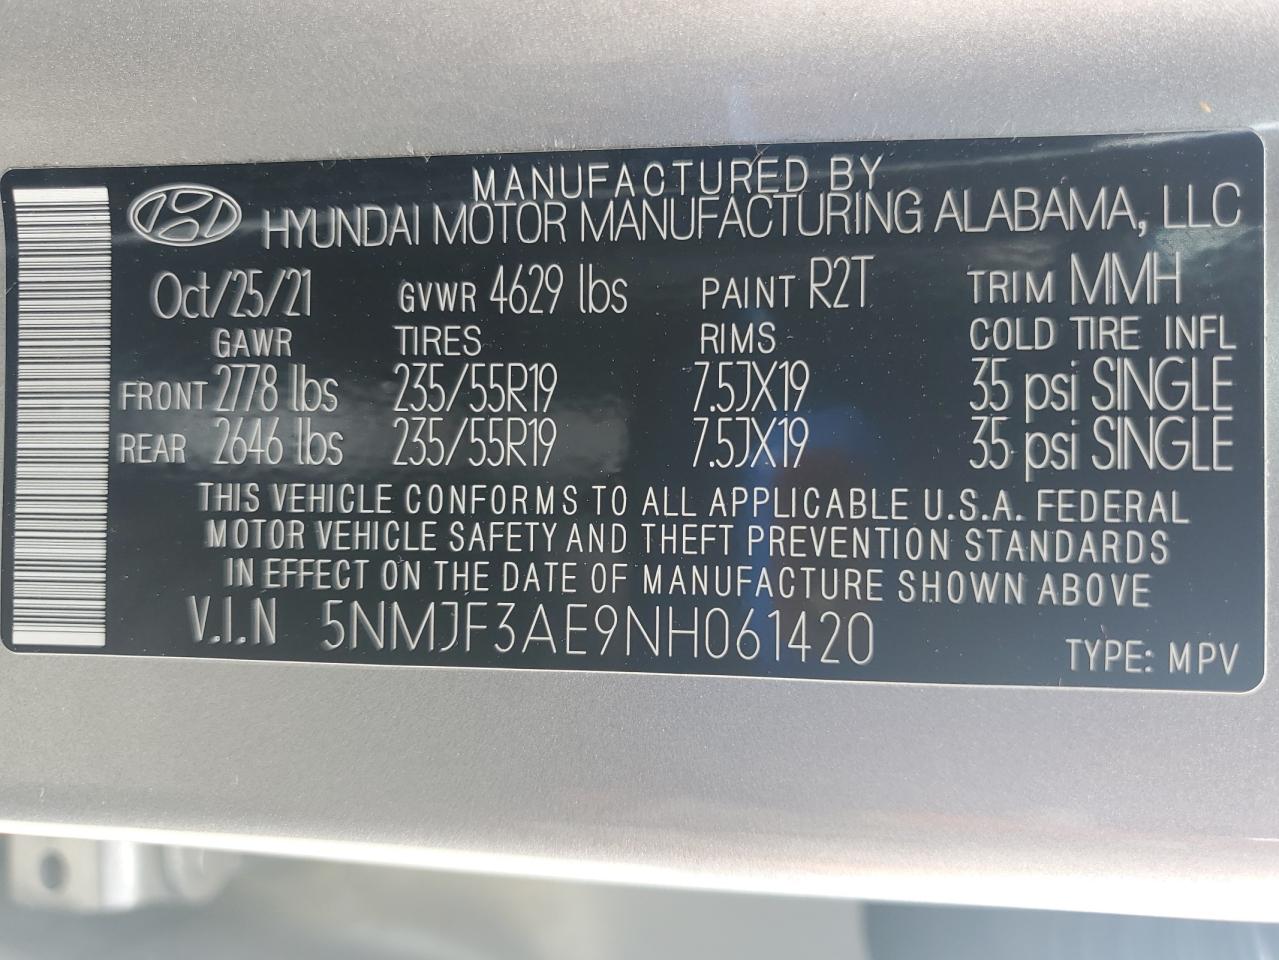 MANUFACTURED BY
HYUNDAI MOTOR MANUFACTURING ALABAMA, LLC
Oct/25/21 GVWR 4629 lbs PAINT R2T TRIM MMH
GAWR TIRES RIMS COLD TIRE INFL
FRONT 2778 lbs 235/55R19 7.5JX19 35 psi SINGLE
REAR 2646 lbs 235/55R19 7.5JX19 35 psi SINGLE
THIS VEHICLE CONFORMS TO ALL APPLICABLE U.S.A. FEDERAL
MOTOR VEHICLE SAFETY AND THEFT PREVENTION STANDARDS
IN EFFECT ON THE DATE OF MANUFACTURE SHOWN ABOVE
V.I.N 5NMJF3AE9NH061420
TYPE: MPV